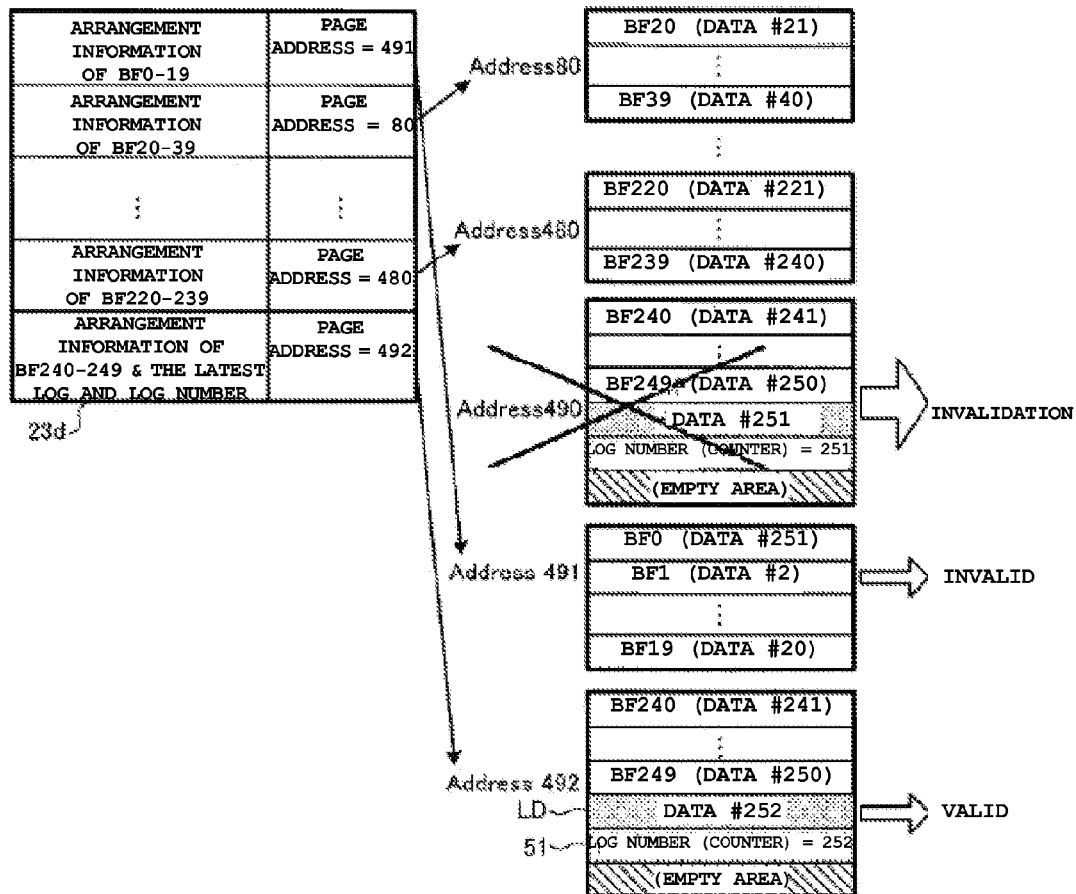 ARRANGEMENT
INFORMATION
OF BF0-19
PAGE
ADDRESS = 491
ARRANGEMENT
INFORMATION
OF BF20-39
PAGE
ADDRESS = 80
⋮
⋮
ARRANGEMENT
INFORMATION
OF BF220-239
PAGE
ADDRESS = 480
ARRANGEMENT
INFORMATION OF
BF240-249 & THE LATEST
LOG AND LOG NUMBER
PAGE
ADDRESS = 492
23d
Address80
BF20 (DATA #21)
⋮
BF39 (DATA #40)
⋮
Address480
BF220 (DATA #221)
⋮
BF239 (DATA #240)
Address490
BF240 (DATA #241)
⋮
BF249 (DATA #250)
DATA #251
LOG NUMBER (COUNTER) = 251
(EMPTY AREA)
INVALIDATION
Address 491
BF0 (DATA #251)
BF1 (DATA #2)
⋮
BF19 (DATA #20)
INVALID
Address 492
BF240 (DATA #241)
⋮
BF249 (DATA #250)
LD
DATA #252
VALID
51
LOG NUMBER (COUNTER) = 252
(EMPTY AREA)